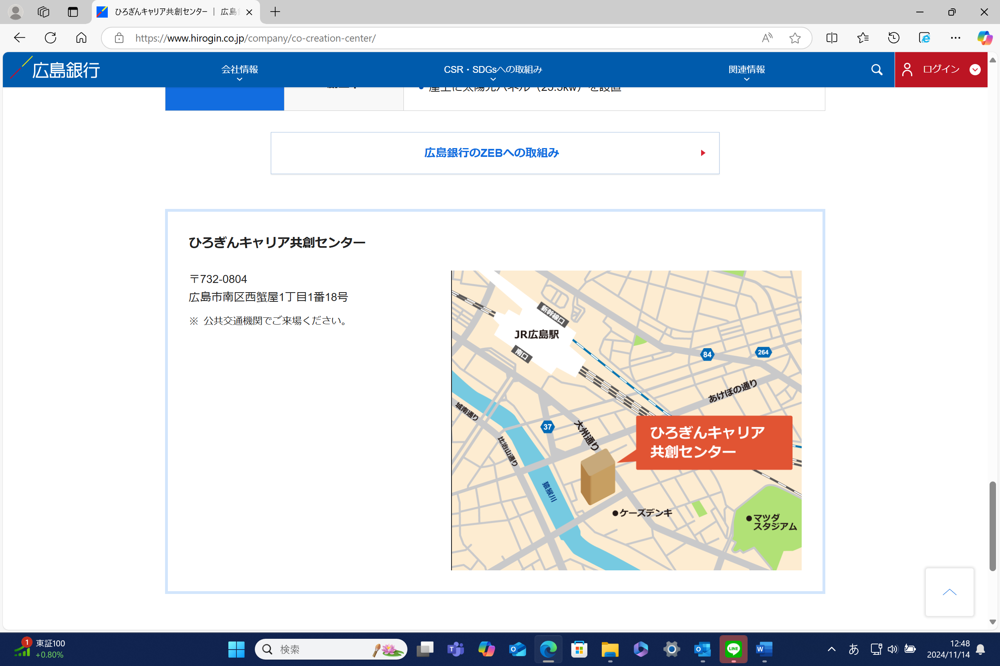 ひろぎんキャリア共創センター ｜ 広島
https://www.hirogin.co.jp/company/co-creation-center/
広島銀行
会社情報
CSR・SDGsへの取組み
関連情報
ログイン
屋上に太陽光パネル（25.5kw）を設置
広島銀行のZEBへの取組み
ひろぎんキャリア共創センター
〒732-0804
広島市南区西蟹屋1丁目1番18号
※ 公共交通機関でご来場ください。
新幹線口
JR広島駅
南口
84
264
あけぼの通り
城南通り
37
大州通り
比治山通り
ひろぎんキャリア
共創センター
猿猴川
●ケーズデンキ
●マツダ
スタジアム
1
東証100
+0.80%
検索
LINE
あ
12:48
2024/11/14